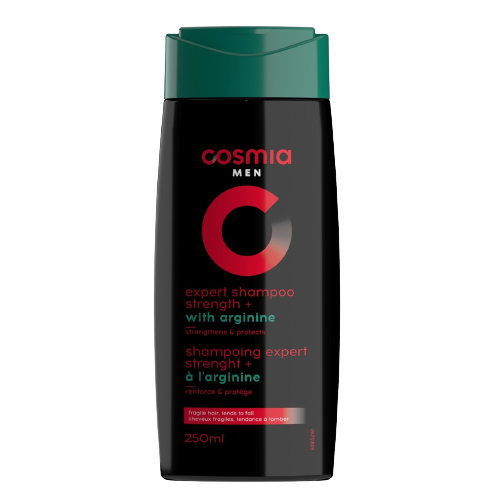 cosmia
MEN
expert shampoo
strength +
with arginine
strengthens & protects
shampoing expert
strenght +
à l'arginine
renforce & protège
fragile hair, tends to fall
cheveux fragiles, tendance à tomber
250ml